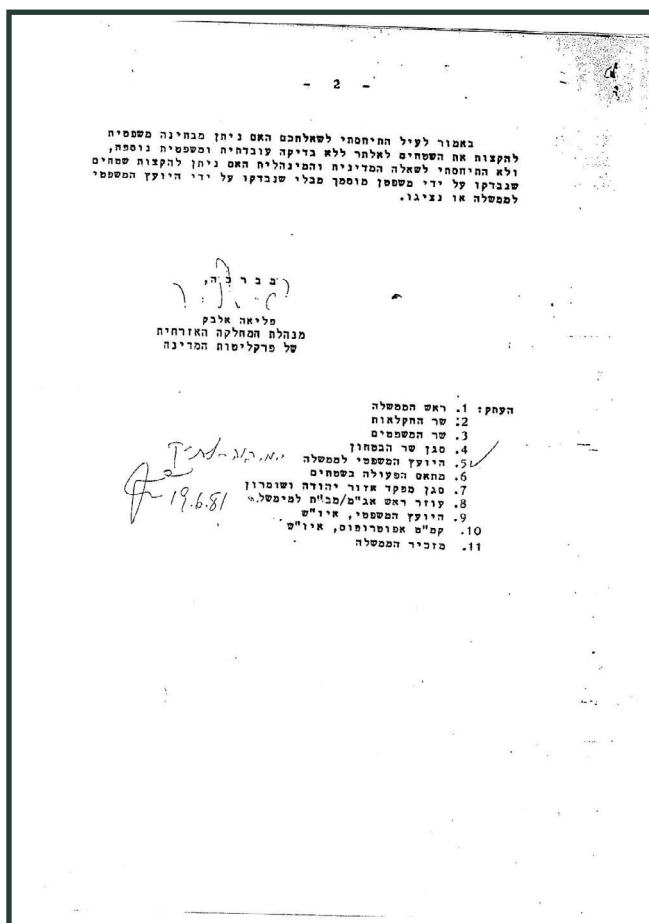 - 2 -
באמור לעיל התיחסתי לשאלתכם האם ניתן מבחינה משפטית
להקצות את השטחים לאלתר ללא בדיקה עובדתית ומשפטית נוספת,
ולא התיחסתי לשאלה המדינית והמינהלית האם ניתן להקצות שטחים
שנבדקו על ידי משפטן מוסמך מבלי שנבדקו על ידי היועץ המשפטי
לממשלה או נציגו.
בברכה,
פליאה אלבק
מנהלת המחלקה האזרחית
של פרקליטות המדינה
העתק: 1. ראש הממשלה
2. שר החקלאות
3. שר המשפטים
4. סגן שר הבטחון
5. היועץ המשפטי לממשלה
6. מתאם הפעולה בשטחים
7. סגן מפקד אזור יהודה ושומרון
8. עוזר ראש אג"מ/מב"ח למימשל
9. היועץ המשפטי, איו"ש
10. קמ"ט אפוטרופוס, איו"ש
11. מזכיר הממשלה
19.6.81